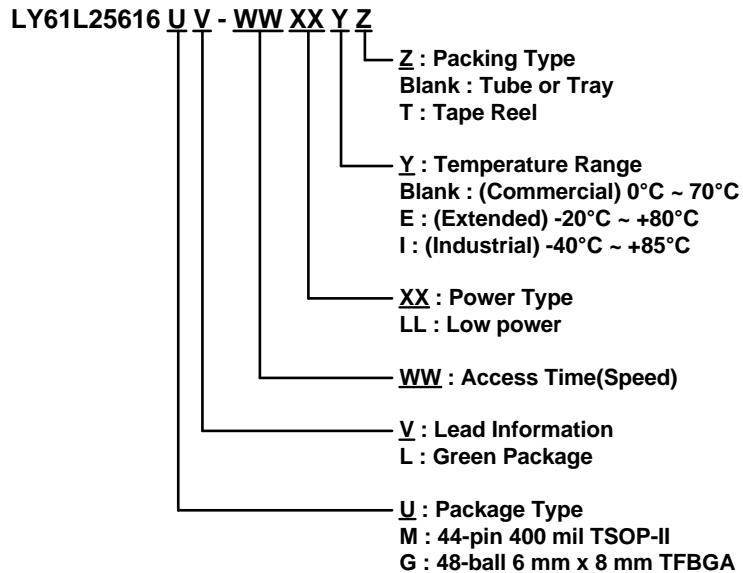 LY61L25616 U V - WW XX Y Z
Z : Packing Type
Blank : Tube or Tray
T : Tape Reel
Y : Temperature Range
Blank : (Commercial) 0°C ~ 70°C
E : (Extended) -20°C ~ +80°C
I : (Industrial) -40°C ~ +85°C
XX : Power Type
LL : Low power
WW : Access Time(Speed)
V : Lead Information
L : Green Package
U : Package Type
M : 44-pin 400 mil TSOP-II
G : 48-ball 6 mm x 8 mm TFBGA